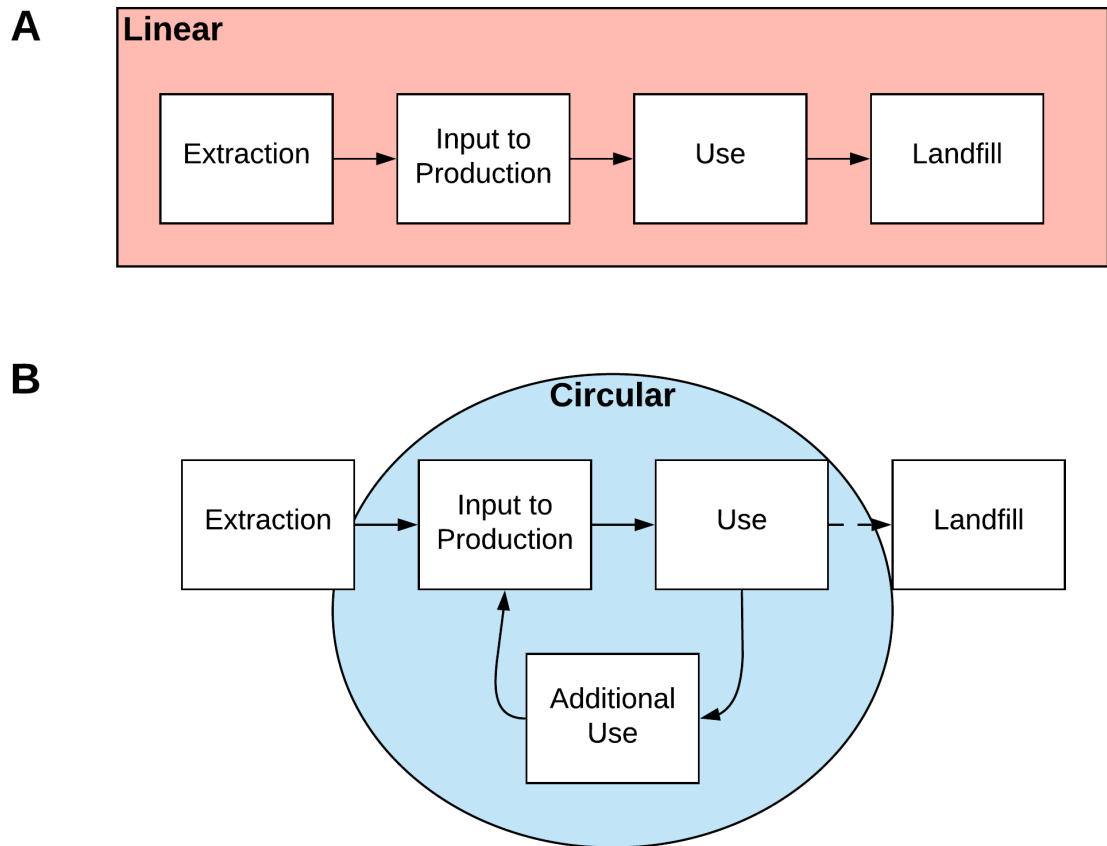 A
Linear
Extraction
Input to
Production
Use
Landfill
B
Circular
Extraction
Input to
Production
Use
Landfill
Additional
Use